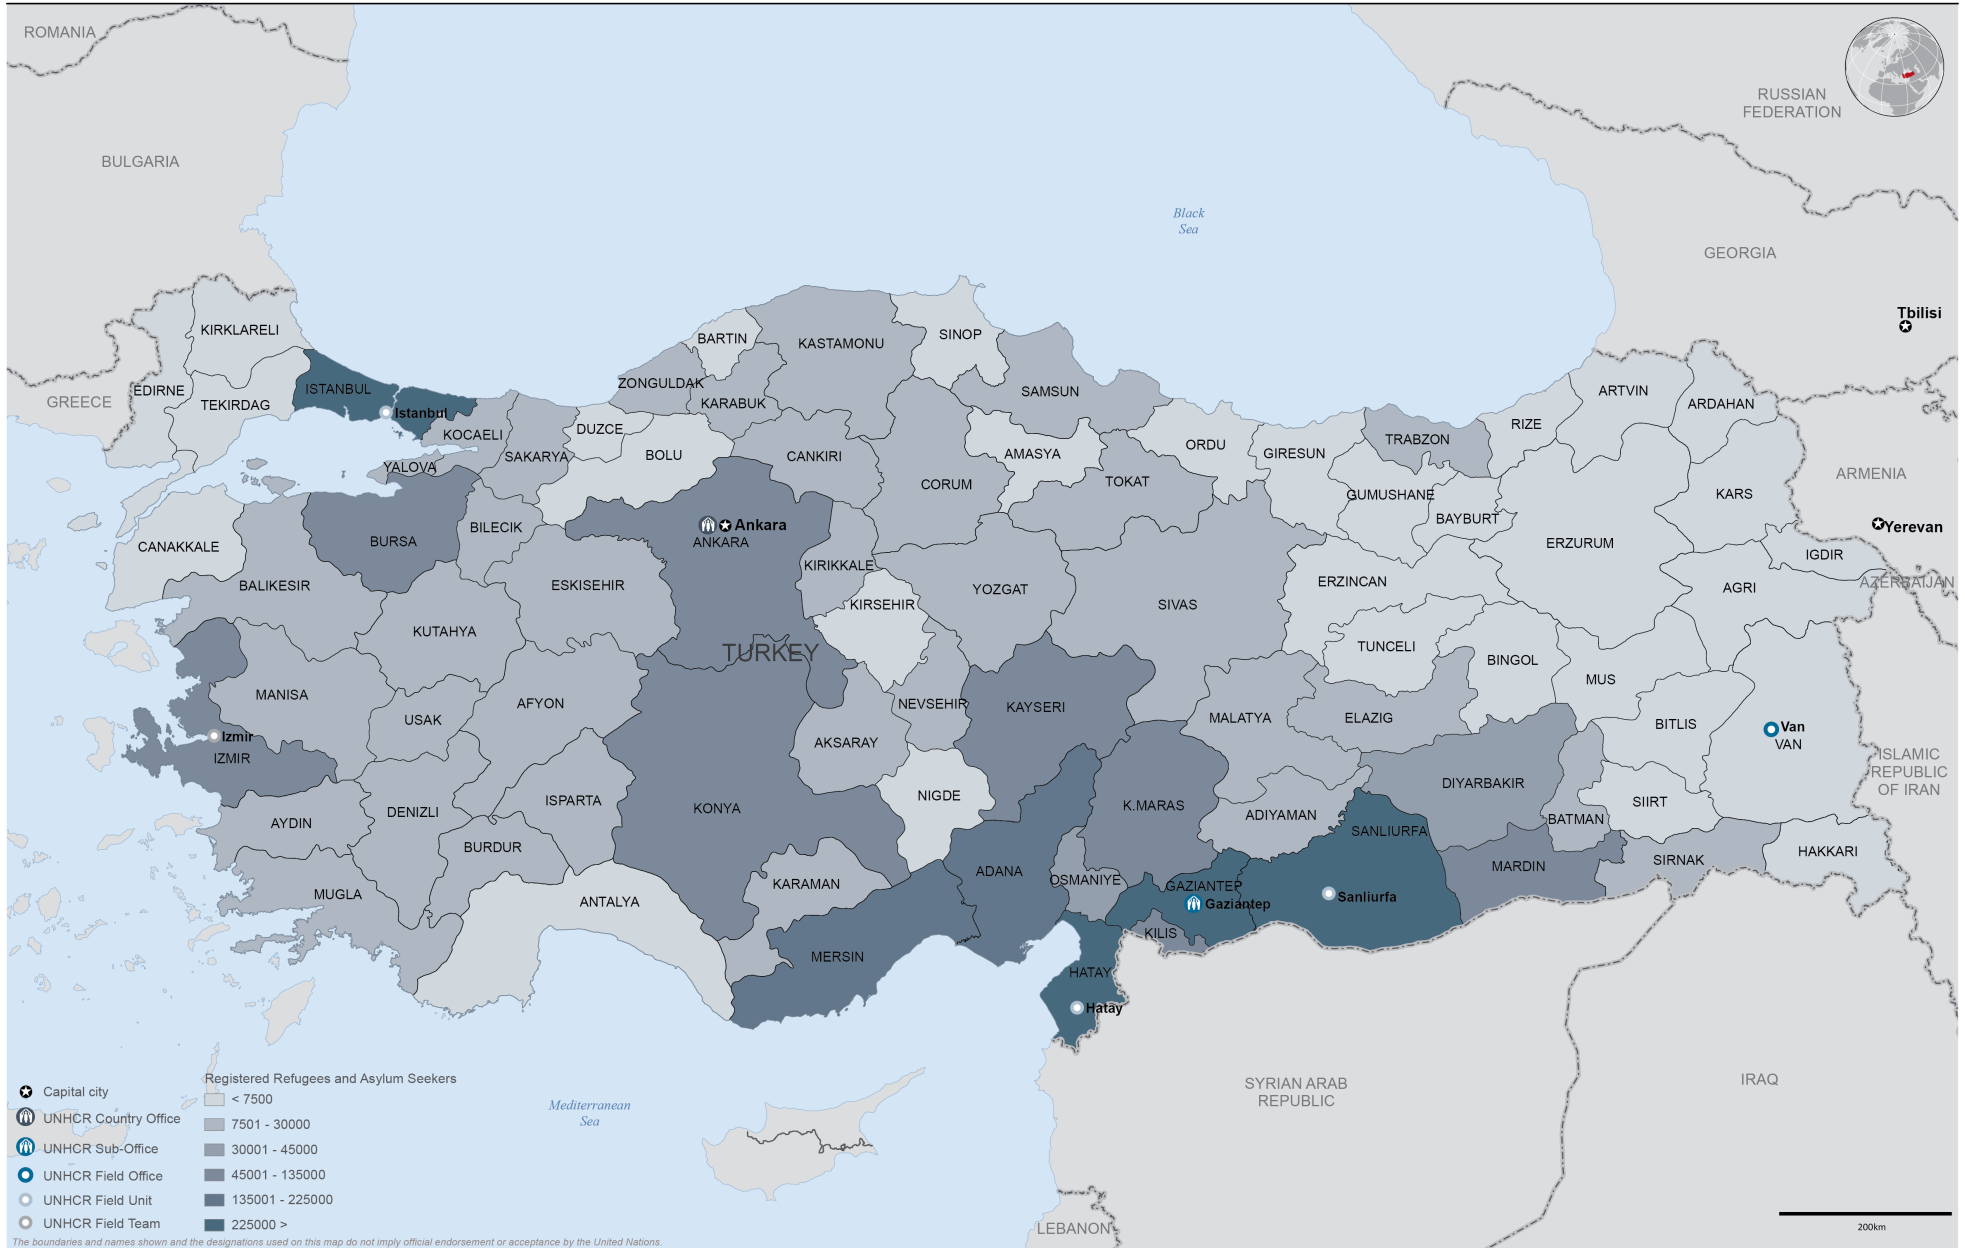 ROMANIA
RUSSIAN
FEDERATION
BULGARIA
Black
Sea
GEORGIA
Tbilisi
KIRKLARELI
BARTIN
KASTAMONU
SINOP
EDIRNE
ISTANBUL
ZONGULDAK
SAMSUN
ARTVIN
ARDAHAN
GREECE
TEKIRDAG
Istanbul
KARABUK
KOCAELI
DUZCE
TRABZON
RIZE
SAKARYA
BOLU
CANKIRI
AMASYA
ORDU
GIRESUN
YALOVA
ARMENIA
CORUM
TOKAT
GUMUSHANE
KARS
BILECIK
Ankara
BAYBURT
Yerevan
CANAKKALE
BURSA
ANKARA
ERZURUM
IGDIR
BALIKESIR
ESKISEHIR
KIRIKKALE
YOZGAT
ERZINCAN
AGRI
AZERBAIJAN
KIRSEHIR
SIVAS
KUTAHYA
TURKEY
TUNCELI
BINGOL
MANISA
AFYON
NEVSEHIR
KAYSERI
MUS
USAK
MALATYA
ELAZIG
BITLIS
Van
VAN
Izmir
IZMIR
AKSARAY
ISLAMIC
REPUBLIC
OF IRAN
DIYARBAKIR
ISPARTA
KONYA
NIGDE
K.MARAS
SIIRT
AYDIN
DENIZLI
ADIYAMAN
BATMAN
SANLIURFA
BURDUR
HAKKARI
SIRNAK
MARDIN
ADANA
OSMANIYE
KARAMAN
GAZIANTEP
MUGLA
ANTALYA
Gaziantep
Sanliurfa
KILIS
MERSIN
HATAY
Hatay
SYRIAN ARAB
REPUBLIC
IRAQ
Mediterranean
Sea
LEBANON
Capital city
UNHCR Country Office
UNHCR Sub-Office
UNHCR Field Office
UNHCR Field Unit
UNHCR Field Team
Registered Refugees and Asylum Seekers
< 7500
7501 - 30000
30001 - 45000
45001 - 135000
135001 - 225000
225000 >
200km
The boundaries and names shown and the designations used on this map do not imply official endorsement or acceptance by the United Nations.